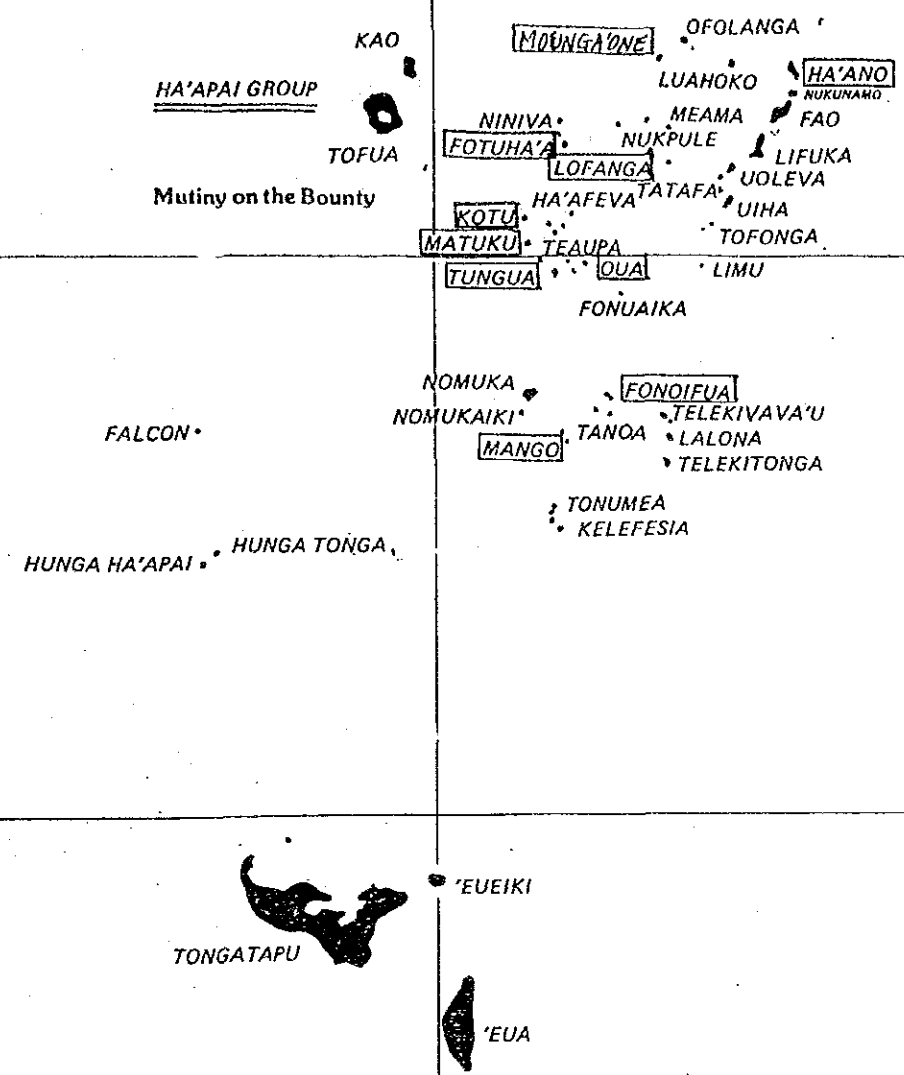 KAO
MO'UNGA'ONE
OFOLANGA
LUAHOKO
HA'ANO
NUKUNAMO
HA'APAI GROUP
TOFUA
NINIVA
MEAMA
FAO
FOTUHA'A
NUKPULE
LIFUKA
LOFANGA
UOLEVA
Mutiny on the Bounty
HA'AFEVA
TATAFA
UIHA
KOTU
TOFONGA
MATUKU
TEAUPA
TUNGUA
OUA
LIMU
FONUAIKA
NOMUKA
FONOIFUA
NOMUKAIKI
TELEKIVAVA'U
FALCON
TANOA
LALONA
MANGO
TELEKITONGA
TONUMEA
KELEFESIA
HUNGA TONGA
HUNGA HA'APAI
'EUEIKI
TONGATAPU
'EUA